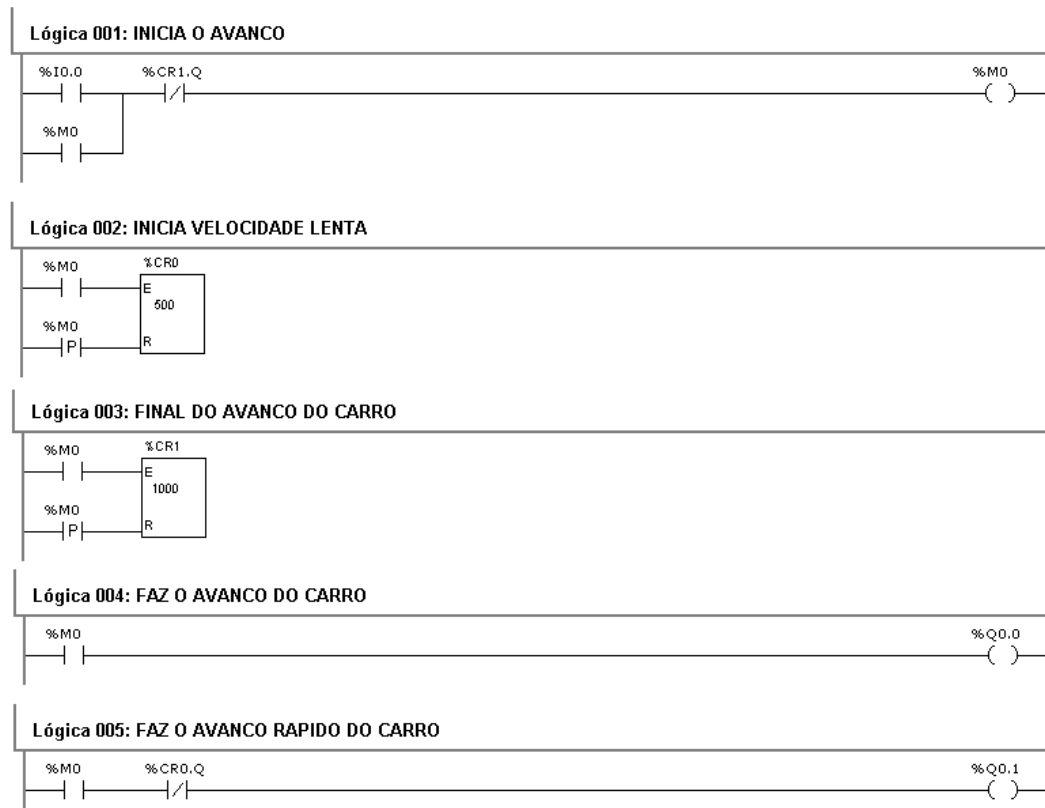 Lógica 001: INICIA O AVANCO
%I0.0 %CR1.Q %M0
%M0
Lógica 002: INICIA VELOCIDADE LENTA
%M0 %CR0
E
500
%M0
P R
Lógica 003: FINAL DO AVANCO DO CARRO
%M0 %CR1
E
1000
%M0
P R
Lógica 004: FAZ O AVANCO DO CARRO
%M0 %Q0.0
Lógica 005: FAZ O AVANCO RAPIDO DO CARRO
%M0 %CR0.Q %Q0.1